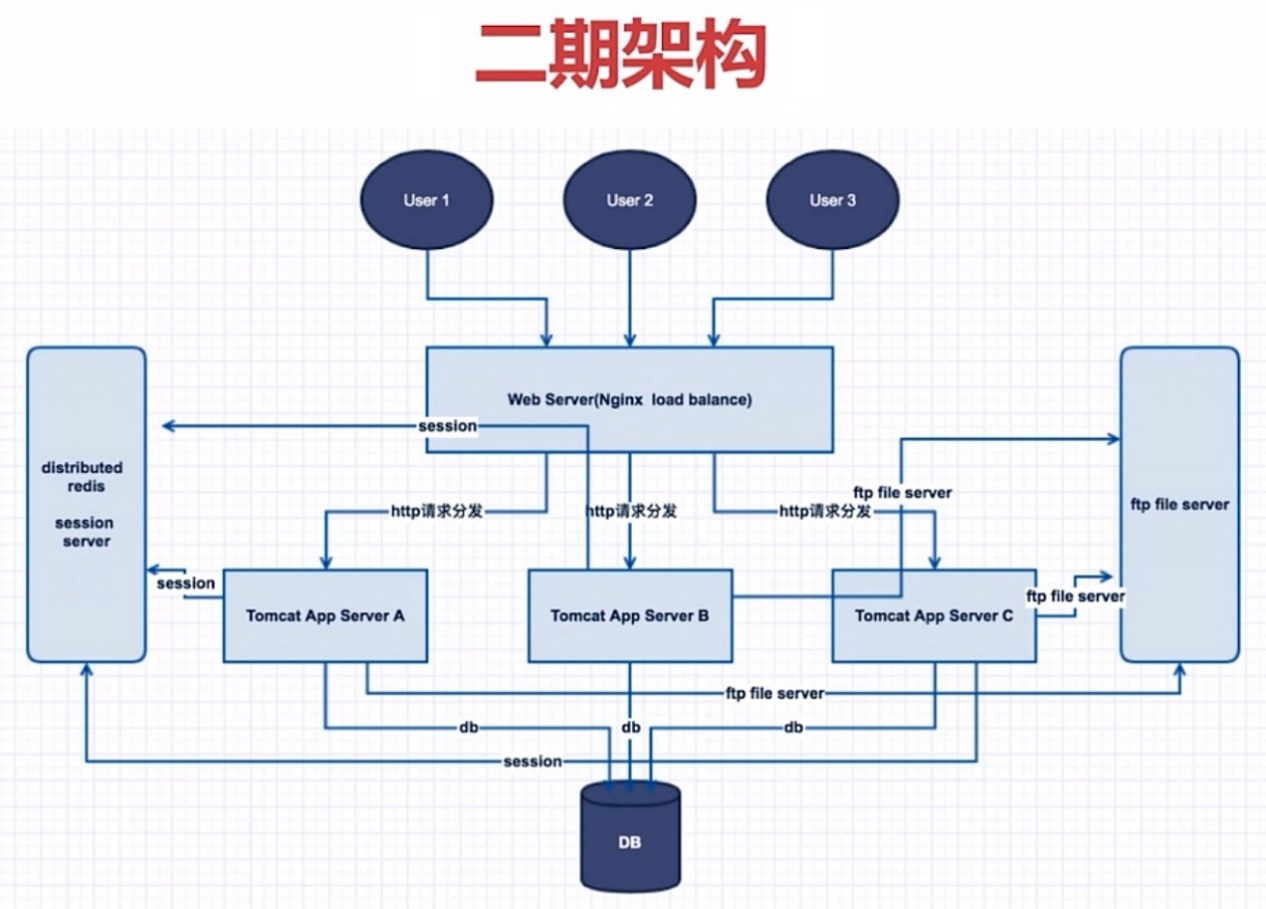 二期架构
User 1
User 2
User 3
Web Server(Nginx load balance)
session
distributed
redis
session
server
ftp file server
ftp file server
http请求分发
http请求分发
http请求分发
session
Tomcat App Server A
Tomcat App Server B
Tomcat App Server C
ftp file server
ftp file server
db
db
db
session
DB